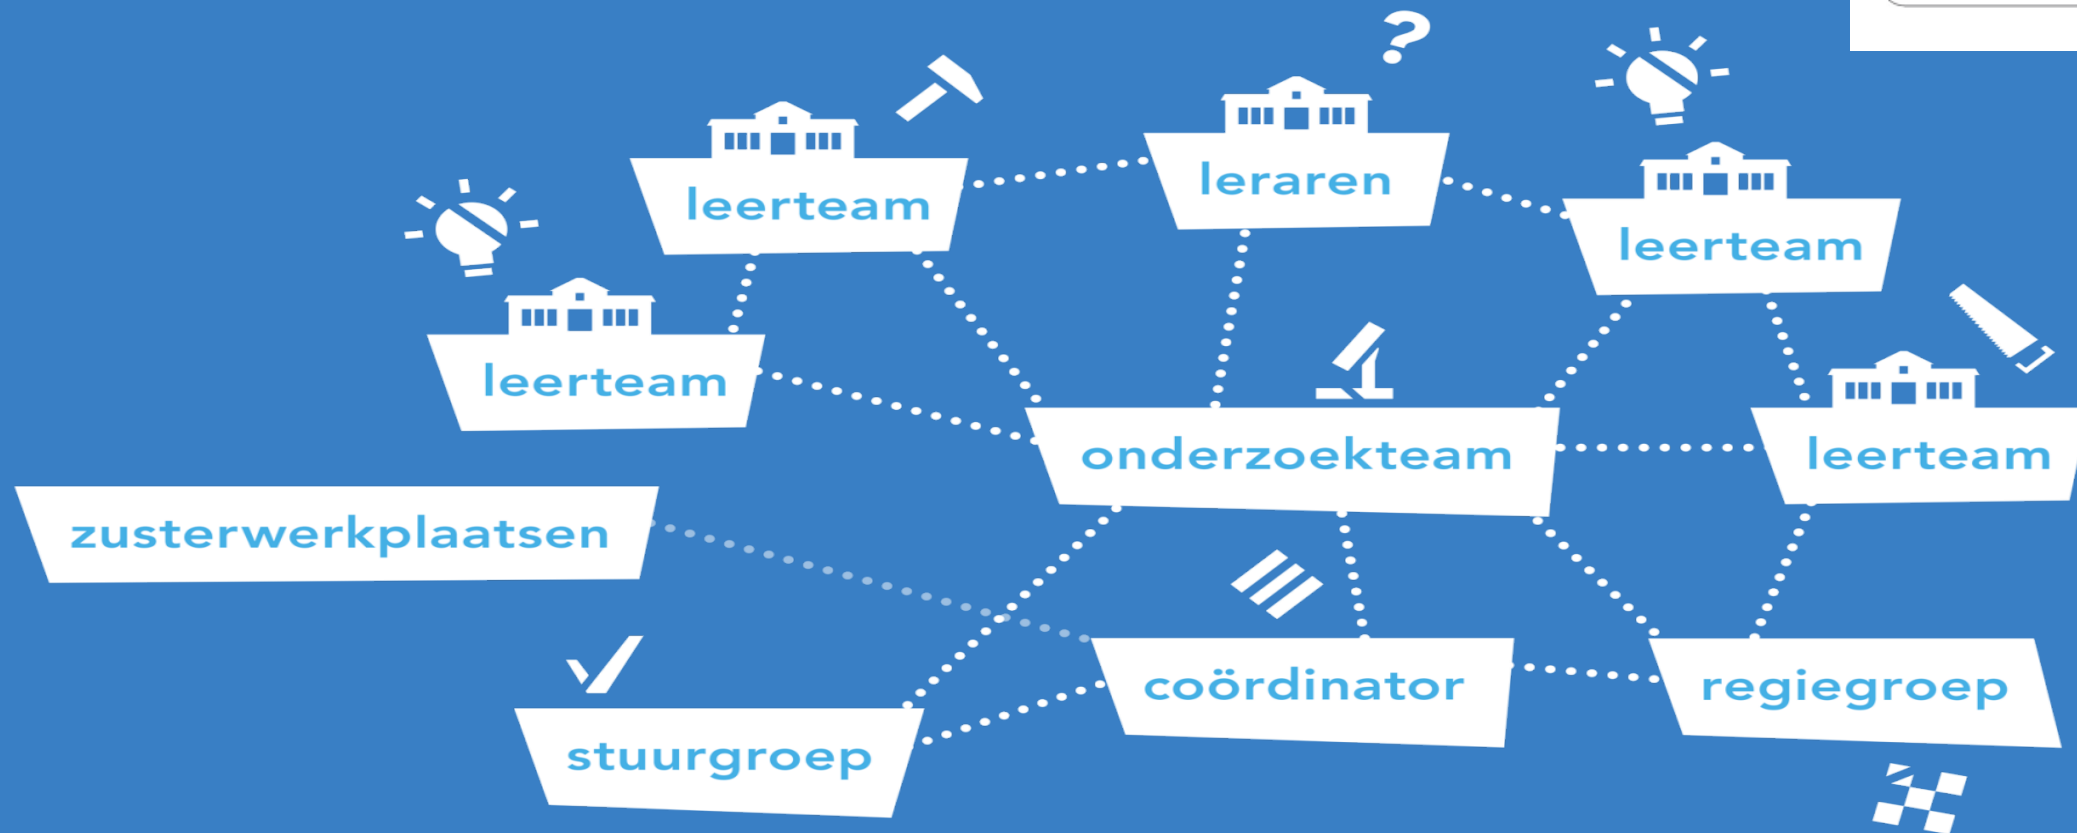 ?
leraren
leerteam
leerteam
leerteam
onderzoekteam
leerteam
zusterwerkplaatsen
coördinator
regiegroep
stuurgroep